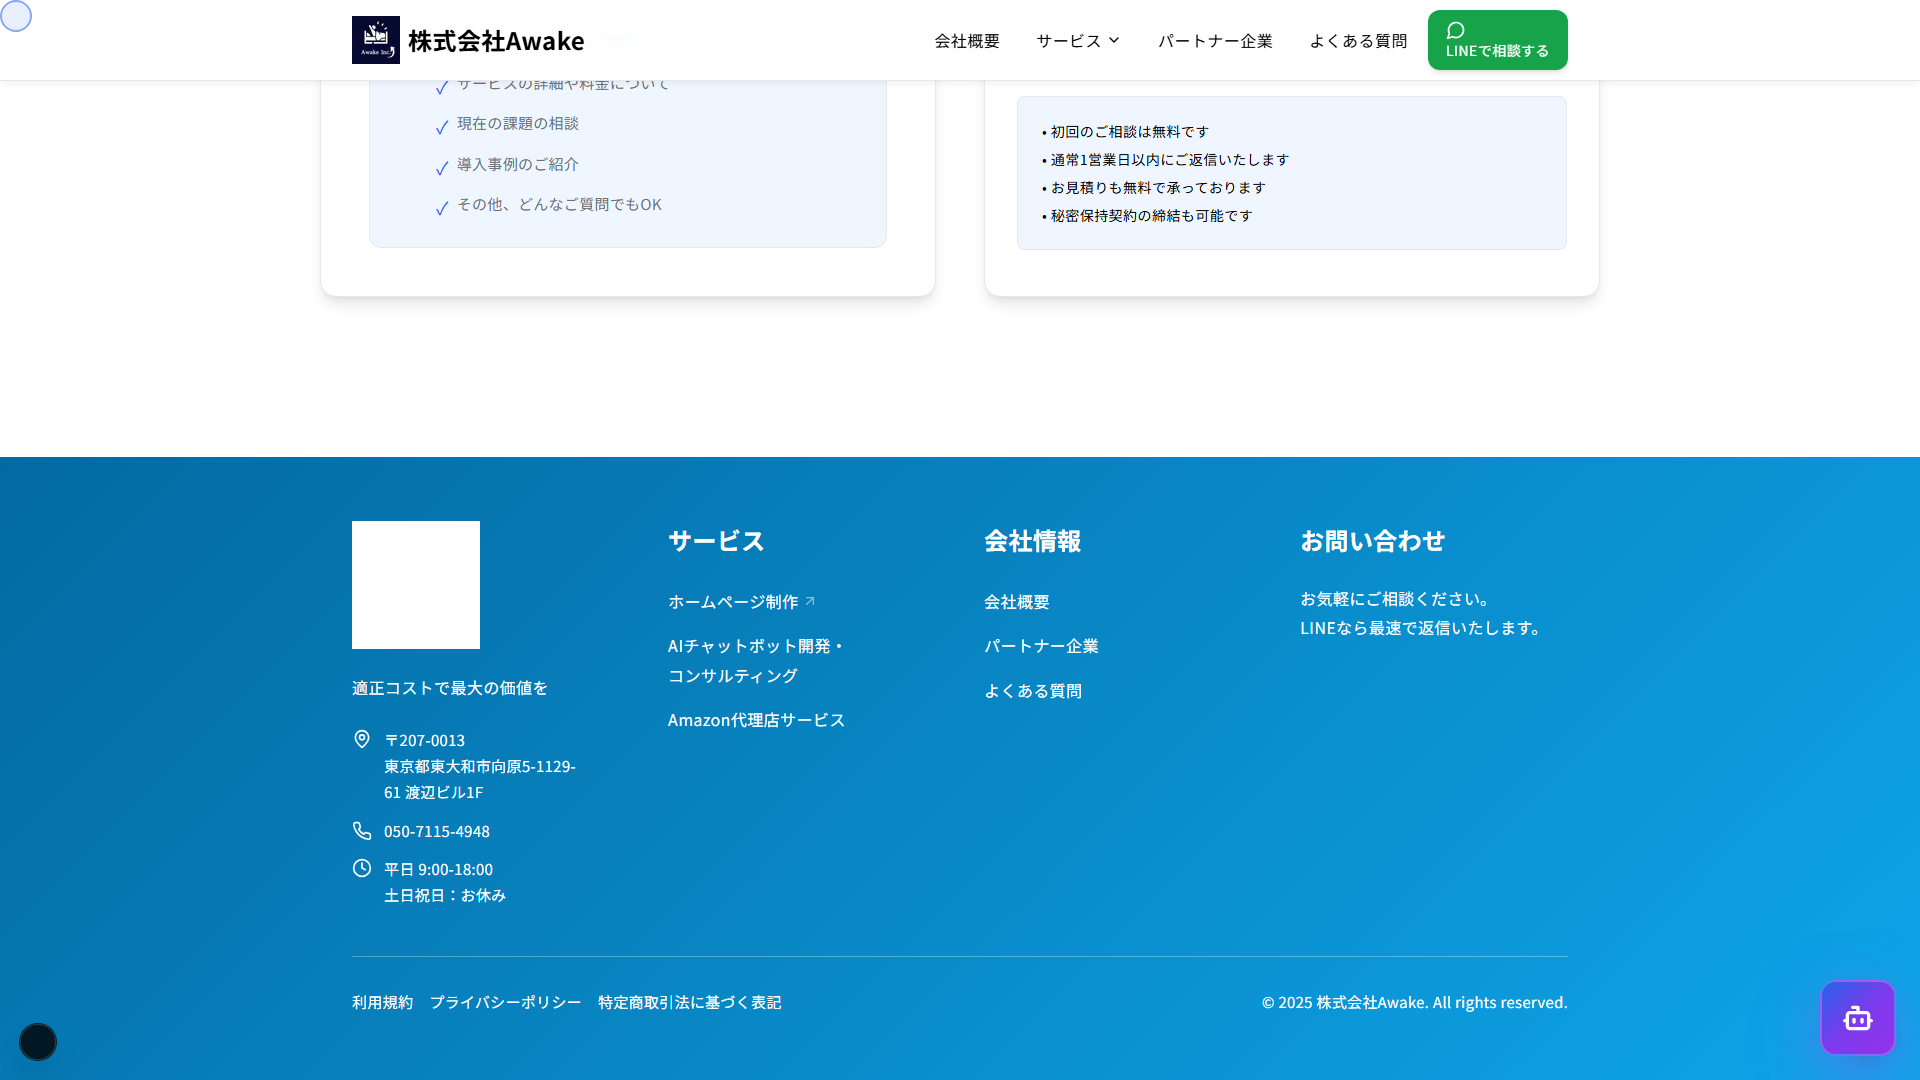 株式会社Awake
会社概要
サービス
パートナー企業
よくある質問
LINEで相談する
サービスの詳細や料金について
現在の課題の相談
導入事例のご紹介
その他、どんなご質問でもOK
• 初回のご相談は無料です
• 通常1営業日以内にご返信いたします
• お見積りも無料で承っております
• 秘密保持契約の締結も可能です
適正コストで最大の価値を
〒207-0013
東京都東大和市向原5-1129-
61 渡辺ビル1F
050-7115-4948
平日 9:00-18:00
土日祝日：お休み
サービス
ホームページ制作
AIチャットボット開発・
コンサルティング
Amazon代理店サービス
会社情報
会社概要
パートナー企業
よくある質問
お問い合わせ
お気軽にご相談ください。
LINEなら最速で返信いたします。
利用規約 プライバシーポリシー 特定商取引法に基づく表記
© 2025 株式会社Awake. All rights reserved.